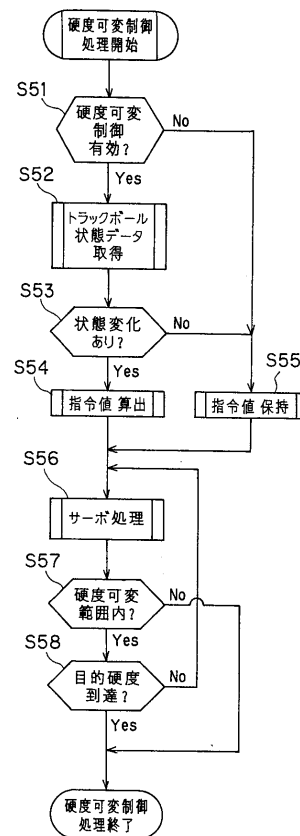 硬度可変制御
処理開始
S51
硬度可変
制御
有効?
No
Yes
S52
トラックボール
状態データ
取得
S53
状態変化
あり?
No
Yes
S54
指令値 算出
S55
指令値 保持
S56
サーボ処理
S57
硬度可変
範囲内?
No
Yes
S58
目的硬度
到達?
No
Yes
硬度可変制御
処理終了